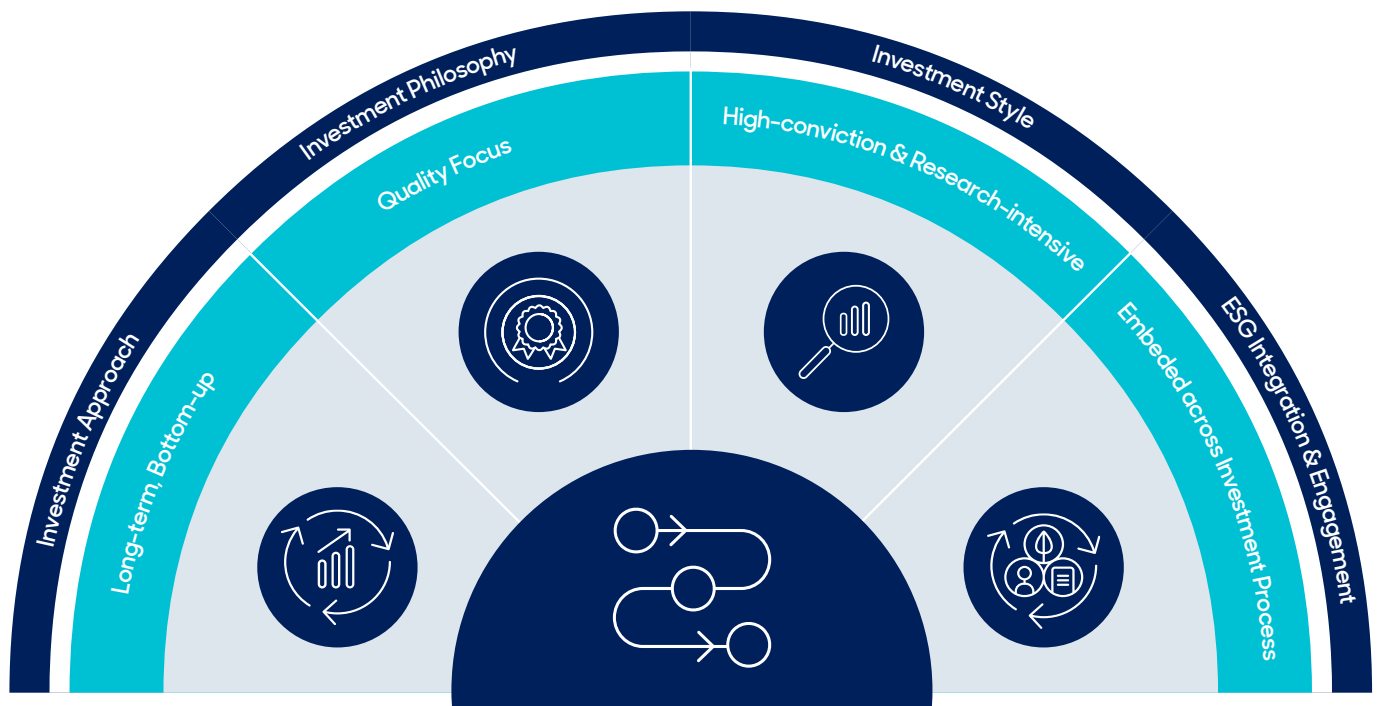 Investment Approach
Long-term, Bottom-up
Investment Philosophy
Quality Focus
Investment Style
High-conviction & Research-intensive
ESG Integration & Engagement
Embeded across Investment Process